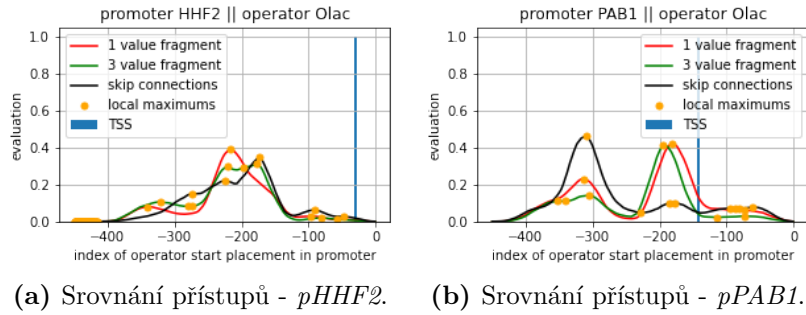 promoter HHF2 || operator Olac
1.0
0.8
0.6
0.4
0.2
0.0
evaluation
1 value fragment
3 value fragment
skip connections
local maximums
TSS
−400 −300 −200 −100 0
index of operator start placement in promoter
(a) Srovnání přístupů - pHHF2.
promoter PAB1 || operator Olac
1.0
0.8
0.6
0.4
0.2
0.0
evaluation
1 value fragment
3 value fragment
skip connections
local maximums
TSS
−400 −300 −200 −100 0
index of operator start placement in promoter
(b) Srovnání přístupů - pPAB1.